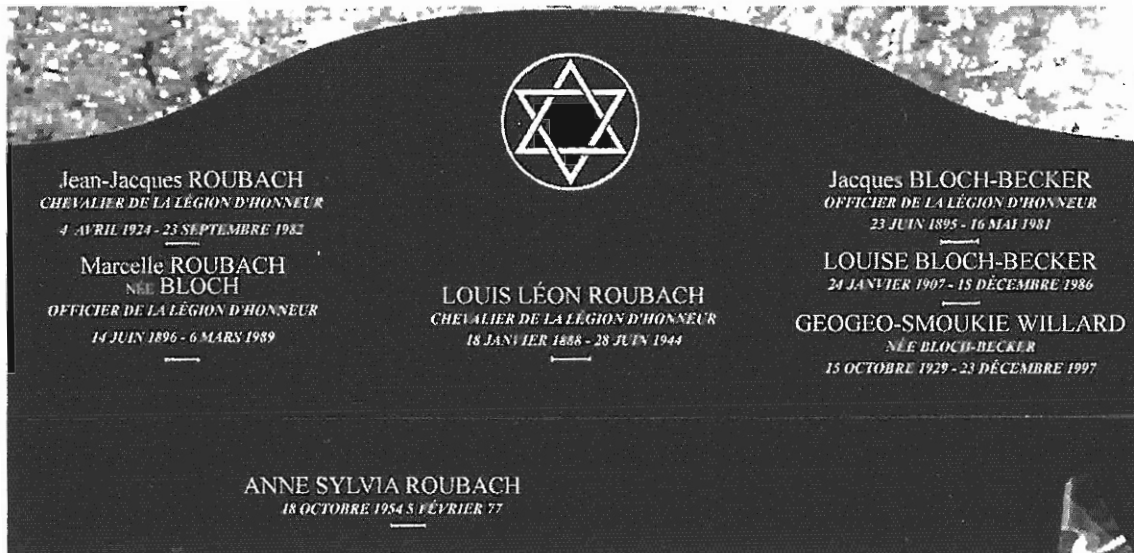 Jean-Jacques ROUBACH
CHEVALIER DE LA LÉGION D'HONNEUR
4 AVRIL 1924 - 23 SEPTEMBRE 1982
Marcelle ROUBACH
NÉE BLOCH
OFFICIER DE LA LÉGION D'HONNEUR
14 JUIN 1896 - 6 MARS 1989
LOUIS LÉON ROUBACH
CHEVALIER DE LA LÉGION D'HONNEUR
18 JANVIER 1888 - 28 JUIN 1944
Jacques BLOCH-BECKER
OFFICIER DE LA LÉGION D'HONNEUR
23 JUIN 1895 - 16 MAI 1981
LOUISE BLOCH-BECKER
24 JANVIER 1907 - 15 DÉCEMBRE 1986
GEOGEO-SMOUKIE WILLARD
NÉE BLOCH-BECKER
15 OCTOBRE 1929 - 23 DÉCEMBRE 1997
ANNE SYLVIA ROUBACH
18 OCTOBRE 1954 5 FÉVRIER 77